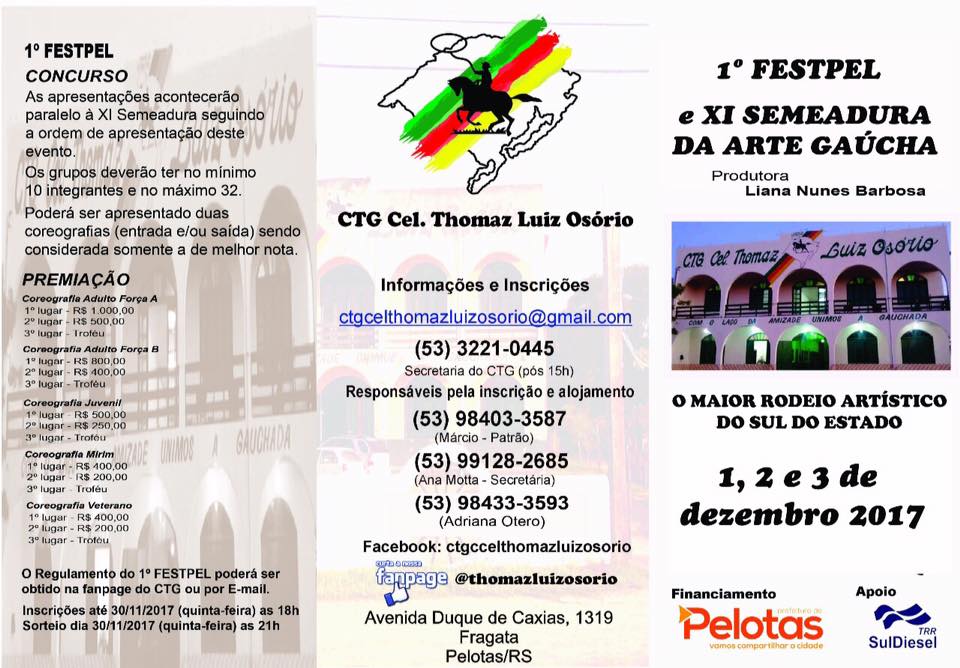 1º FESTPEL
CONCURSO
As apresentações acontecerão
paralelo à XI Semeadura seguindo
a ordem de apresentação deste
evento.
Os grupos deverão ter no mínimo
10 integrantes e no máximo 32.
Poderá ser apresentado duas
coreografias (entrada e/ou saída) sendo
considerada somente a de melhor nota.
PREMIAÇÃO
Coreografia Adulto Força A
1º lugar - R$ 1.000,00
2º lugar - R$ 500,00
3º lugar - Troféu
Coreografia Adulto Força B
1º lugar - R$ 800,00
2º lugar - R$ 400,00
3º lugar - Troféu
Coreografia Juvenil
1º lugar - R$ 500,00
2º lugar - R$ 250,00
3º lugar - Troféu
Coreografia Mirim
1º lugar - R$ 400,00
2º lugar - R$ 200,00
3º lugar - Troféu
Coreografia Veterano
1º lugar - R$ 400,00
2º lugar - R$ 200,00
3º lugar - Troféu
O Regulamento do 1º FESTPEL poderá ser
obtido na fanpage do CTG ou por E-mail.
Inscrições até 30/11/2017 (quinta-feira) as 18h
Sorteio dia 30/11/2017 (quinta-feira) as 21h
Luiz Osório
UNIMOS A GAUCHADA
CTG Cel. Thomaz Luiz Osório
Informações e Inscrições
ctgcelthomazluizosorio@gmail.com
(53) 3221-0445
Secretaria do CTG (pós 15h)
Responsáveis pela inscrição e alojamento
(53) 98403-3587
(Márcio - Patrão)
(53) 99128-2685
(Ana Motta - Secretária)
(53) 98433-3593
(Adriana Otero)
Facebook: ctgccelthomazluizosorio
curta a nossa
fanpage @thomazluizosorio
Avenida Duque de Caxias, 1319
Fragata
Pelotas/RS
1º FESTPEL
e XI SEMEADURA
DA ARTE GAÚCHA
Produtora
Liana Nunes Barbosa
CTG Cel. Thomaz Luiz Osório
COM O LAÇO DA AMIZADE UNIMOS A GAUCHADA
O MAIOR RODEIO ARTÍSTICO
DO SUL DO ESTADO
1, 2 e 3 de
dezembro 2017
Financiamento
prefeitura de
Pelotas
vamos compartilhar a cidade
Apoio
TRR
SulDiesel